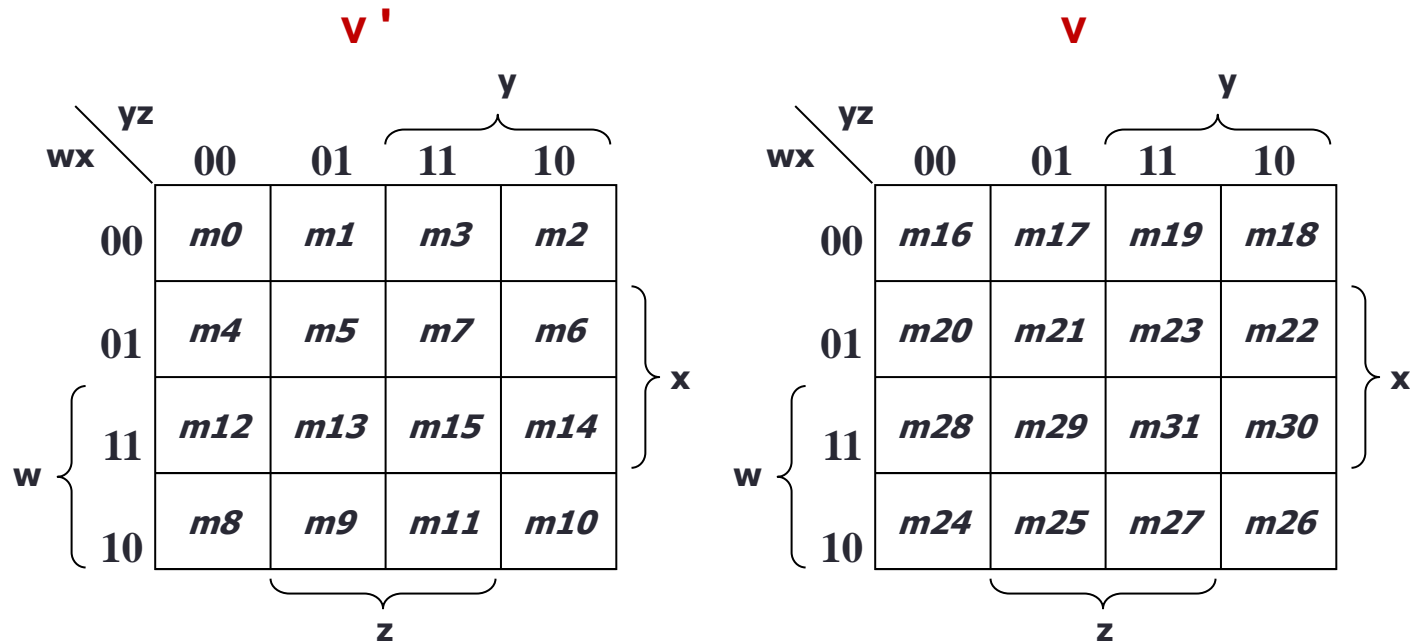 v ' v
y y
yz yz
wx 00 01 11 10 wx 00 01 11 10
00 m0 m1 m3 m2 00 m16 m17 m19 m18
01 m4 m5 m7 m6 01 m20 m21 m23 m22
x x
11 m12 m13 m15 m14 11 m28 m29 m31 m30
w w
10 m8 m9 m11 m10 10 m24 m25 m27 m26
z z